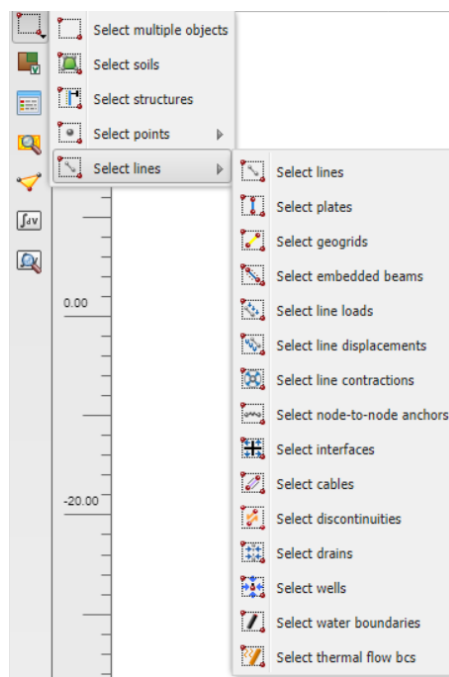 Select multiple objects
Select soils
Select structures
Select points
Select lines
Select lines
Select plates
Select geogrids
Select embedded beams
Select line loads
Select line displacements
Select line contractions
Select node-to-node anchors
Select interfaces
Select cables
Select discontinuities
Select drains
Select wells
Select water boundaries
Select thermal flow bcs
∫dv
0.00
-20.00